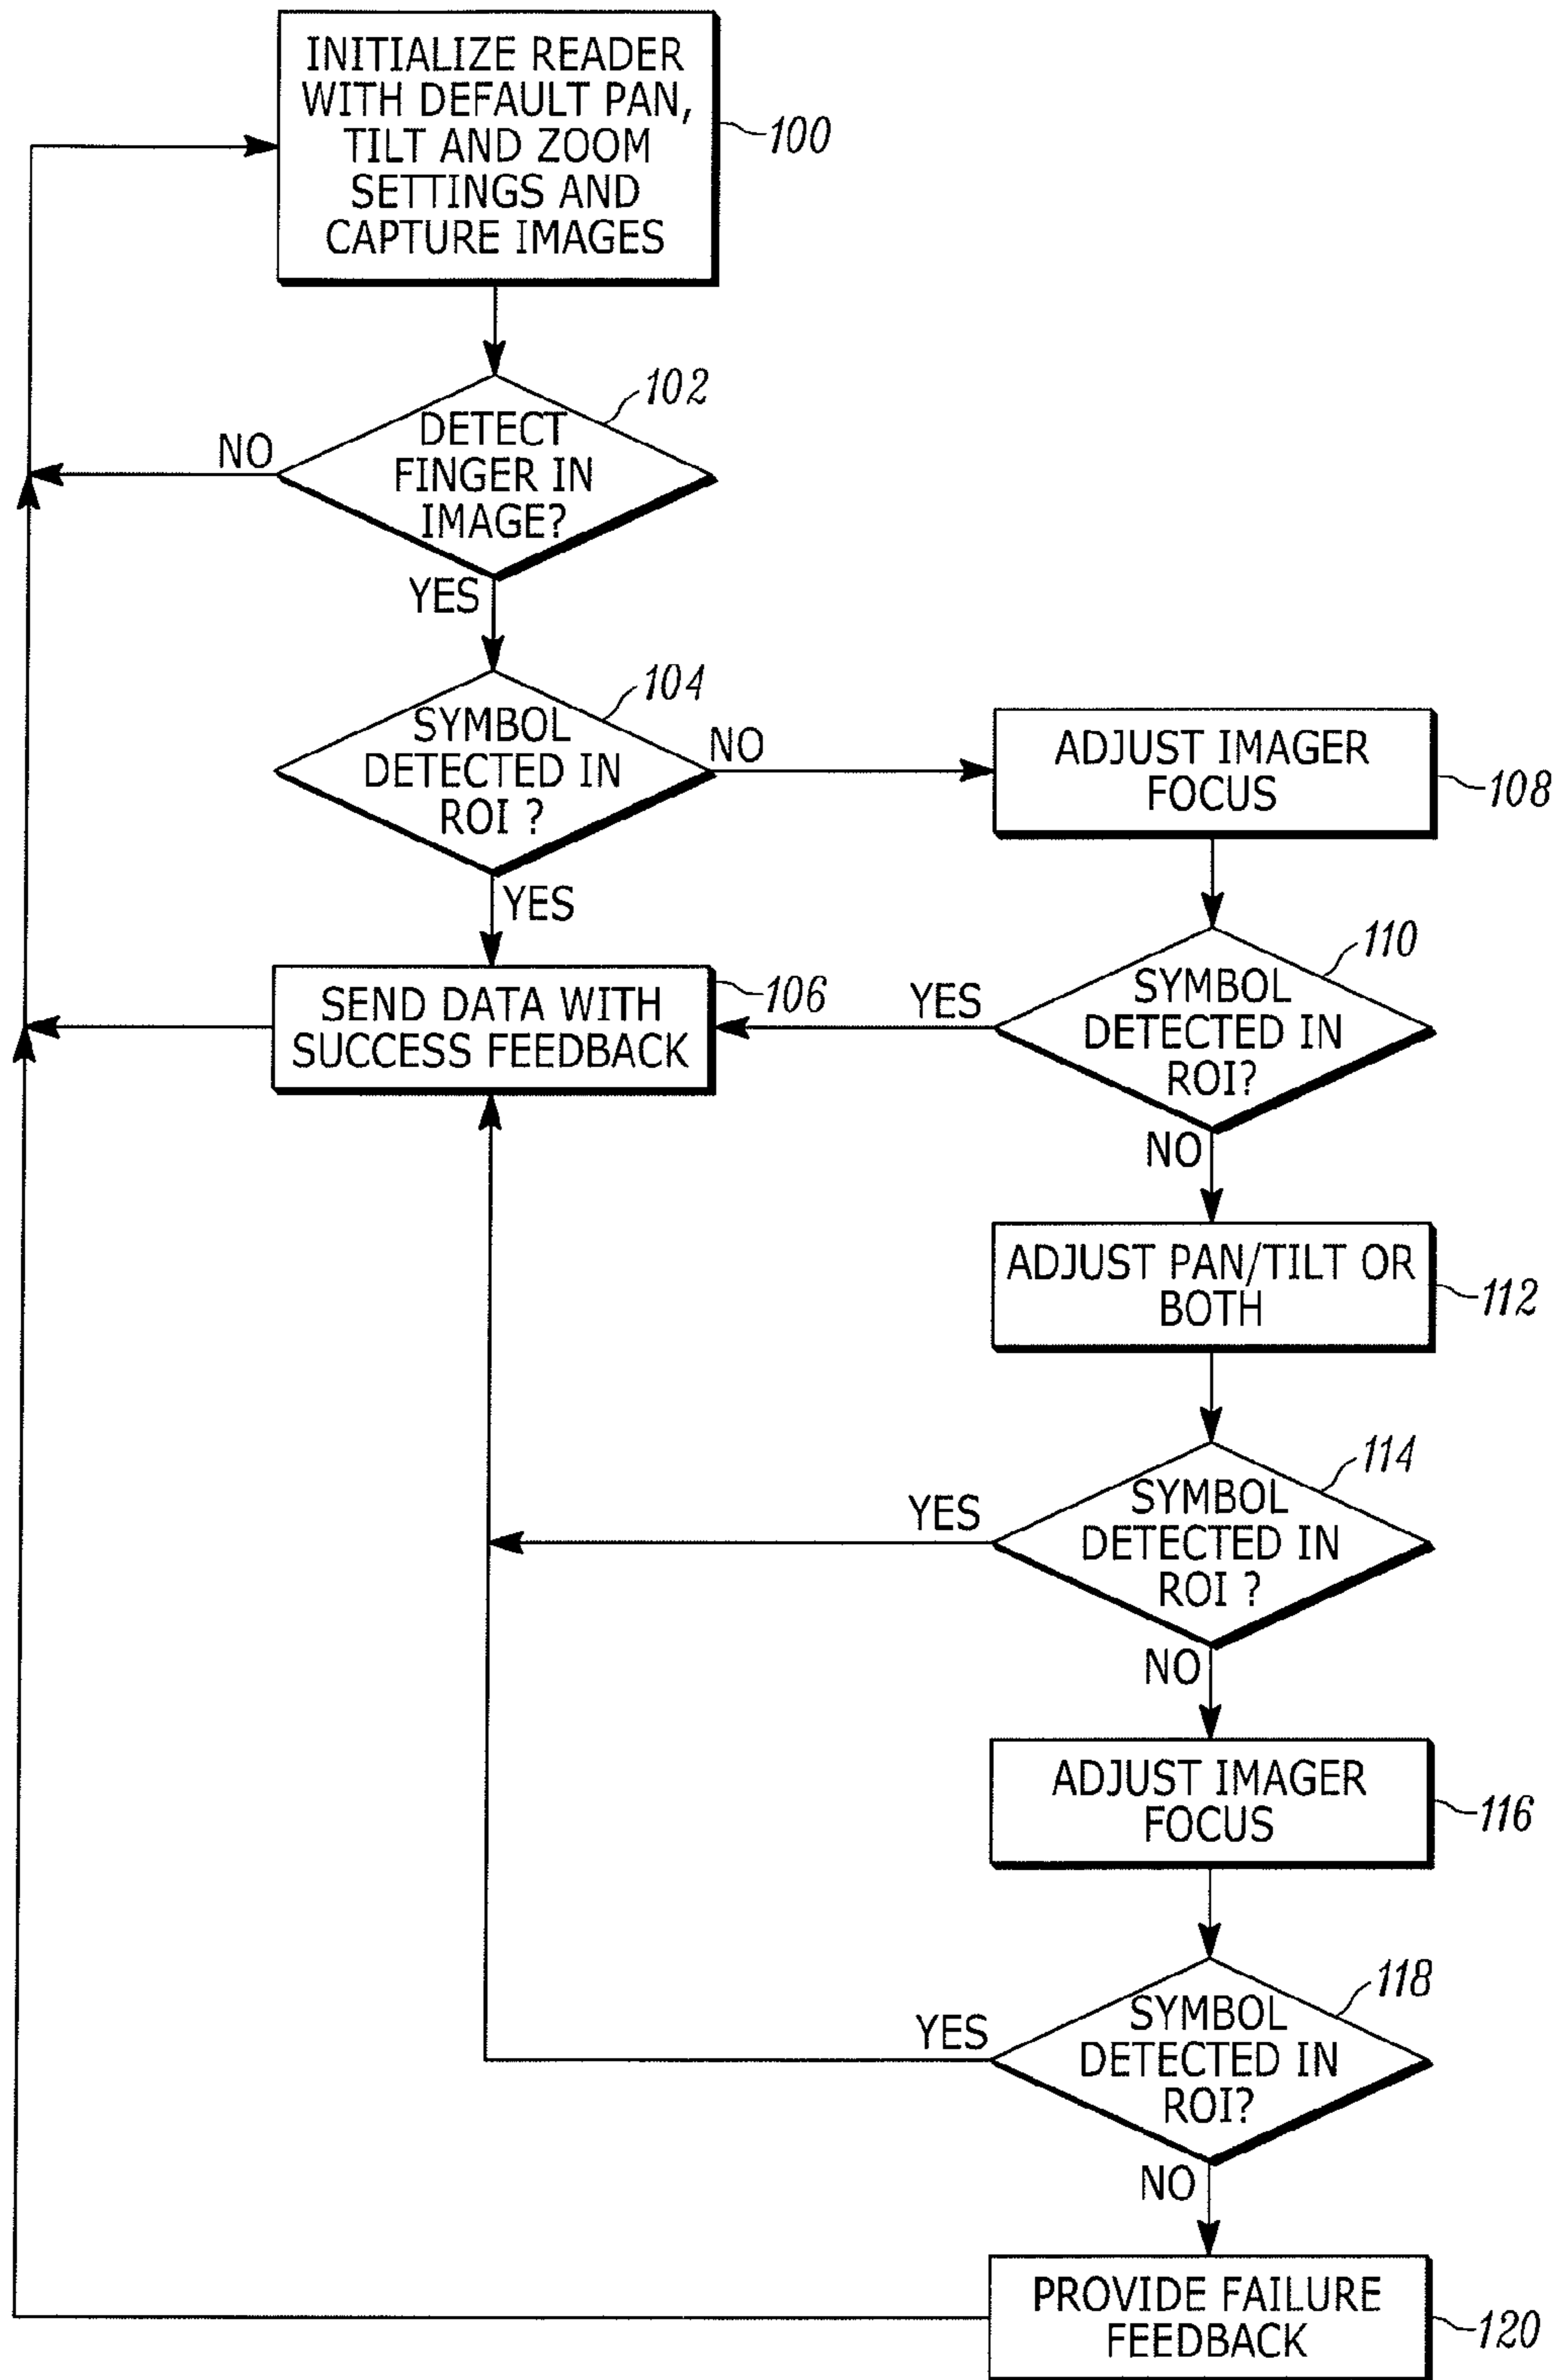 INITIALIZE READER
WITH DEFAULT PAN,
TILT AND ZOOM
SETTINGS AND
CAPTURE IMAGES
100
102
DETECT
FINGER IN
IMAGE?
NO
YES
104
SYMBOL
DETECTED IN
ROI ?
NO
YES
ADJUST IMAGER
FOCUS
108
SEND DATA WITH
SUCCESS FEEDBACK
106
110
SYMBOL
DETECTED IN
ROI?
YES
NO
ADJUST PAN/TILT OR
BOTH
112
114
SYMBOL
DETECTED IN
ROI ?
YES
NO
ADJUST IMAGER
FOCUS
116
118
SYMBOL
DETECTED IN
ROI?
YES
NO
PROVIDE FAILURE
FEEDBACK
120